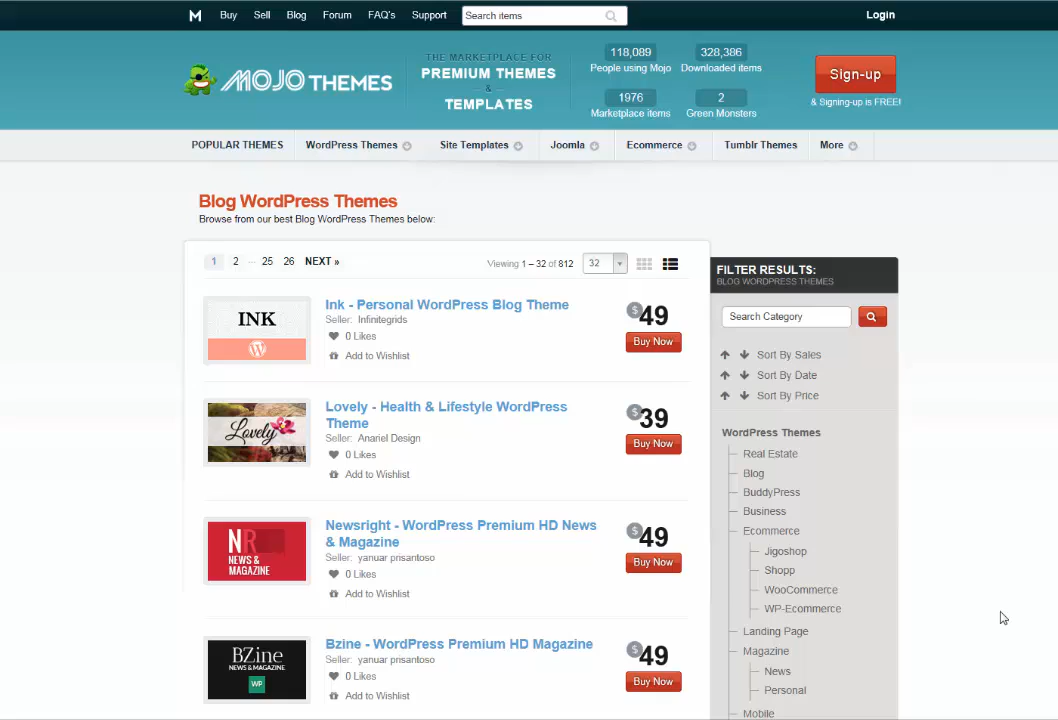 M Buy Sell Blog Forum FAQ's Support Search items Login
MOJO THEMES
THE MARKETPLACE FOR
PREMIUM THEMES
&
TEMPLATES
118,089 328,386
People using Mojo Downloaded items
1976 2
Marketplace items Green Monsters
Sign-up
& Signing-up is FREE!
POPULAR THEMES WordPress Themes Site Templates Joomla Ecommerce Tumblr Themes More
Blog WordPress Themes
Browse from our best Blog WordPress Themes below:
1 2 ... 25 26 NEXT » Viewing 1 – 32 of 812 32
INK
Ink - Personal WordPress Blog Theme
Seller: Infinitegrids
0 Likes
Add to Wishlist
$49
Buy Now
Lovely
Lovely - Health & Lifestyle WordPress
Theme
Seller: Anariel Design
0 Likes
Add to Wishlist
$39
Buy Now
NR
NEWS &
MAGAZINE
Newsright - WordPress Premium HD News
& Magazine
Seller: yanuar prisantoso
0 Likes
Add to Wishlist
$49
Buy Now
BZine
NEWS & MAGAZINE
WP
Bzine - WordPress Premium HD Magazine
Seller: yanuar prisantoso
0 Likes
Add to Wishlist
$49
Buy Now
FILTER RESULTS:
BLOG WORDPRESS THEMES
Search Category
Sort By Sales
Sort By Date
Sort By Price
WordPress Themes
Real Estate
Blog
BuddyPress
Business
Ecommerce
Jigoshop
Shopp
WooCommerce
WP-Ecommerce
Landing Page
Magazine
News
Personal
Mobile